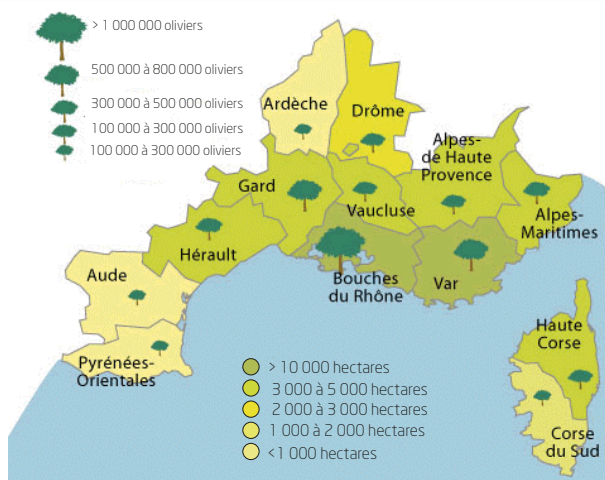 > 1 000 000 oliviers
500 000 à 800 000 oliviers
300 000 à 500 000 oliviers
100 000 à 300 000 oliviers
100 000 à 300 000 oliviers
Ardèche
Drôme
Alpes-
de Haute
Provence
Gard
Vaucluse
Alpes-
Maritimes
Hérault
Aude
Bouches
du Rhône
Var
Pyrénées-
Orientales
Haute
Corse
Corse
du Sud
> 10 000 hectares
3 000 à 5 000 hectares
2 000 à 3 000 hectares
1 000 à 2 000 hectares
<1 000 hectares